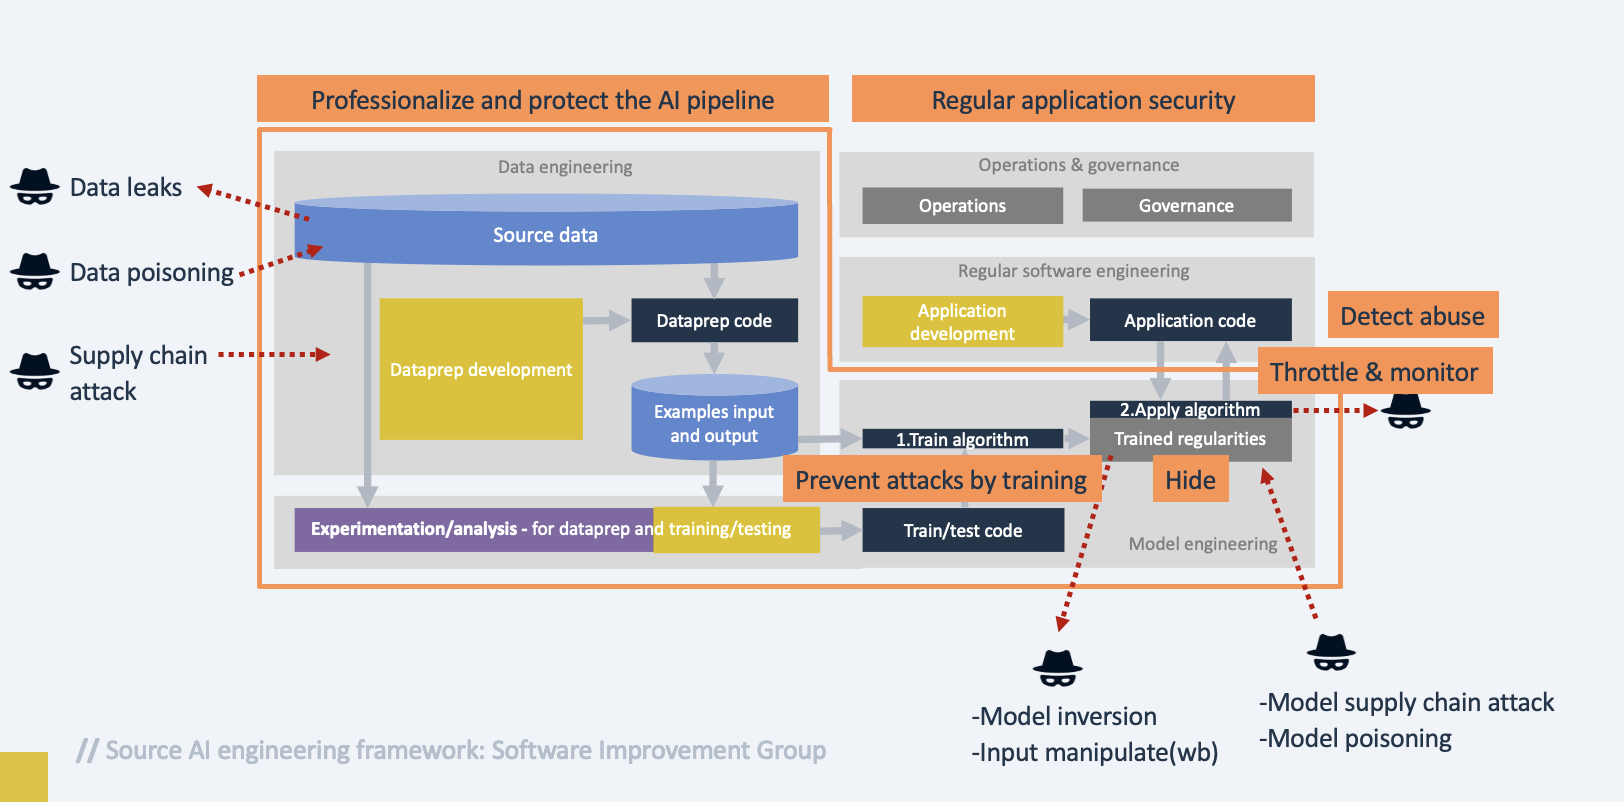 Professionalize and protect the AI pipeline
Regular application security
Data engineering
Operations & governance
Data leaks
Source data
Operations
Governance
Data poisoning
Regular software engineering
Dataprep code
Application
development
Application code
Detect abuse
Supply chain
attack
Dataprep development
Throttle & monitor
Examples input
and output
1.Train algorithm
2.Apply algorithm
Trained regularities
Prevent attacks by training
Hide
Experimentation/analysis - for dataprep and training/testing
Train/test code
Model engineering
-Model inversion
-Input manipulate(wb)
-Model supply chain attack
-Model poisoning
// Source AI engineering framework: Software Improvement Group